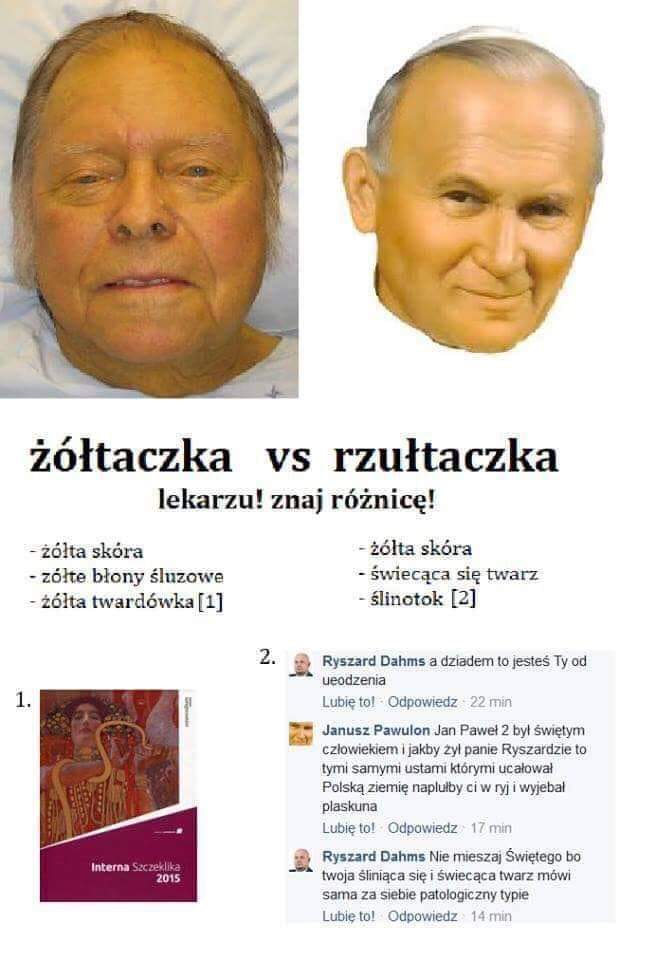 żółtaczka vs rzułtaczka
lekarzu! znaj różnicę!
- żółta skóra
- zółte błony śluzowe
- żółta twardówka[1]
- żółta skóra
- świecąca się twarz
- ślinotok [2]
1.
Interna Szczeklika
2015
2.
Ryszard Dahms a dziadem to jesteś Ty od
ueodzenia
Lubię to! · Odpowiedz · 22 min
Janusz Pawulon Jan Paweł 2 był świętym
człowiekiem i jakby żył panie Ryszardzie to
tymi samymi ustami którymi ucałował
Polską ziemię naplułby ci w ryj i wyjebał
plaskuna
Lubię to! · Odpowiedz · 17 min
Ryszard Dahms Nie mieszaj Świętego bo
twoja śliniąca się i świecąca twarz mówi
sama za siebie patologiczny typie
Lubię to! · Odpowiedz · 14 min